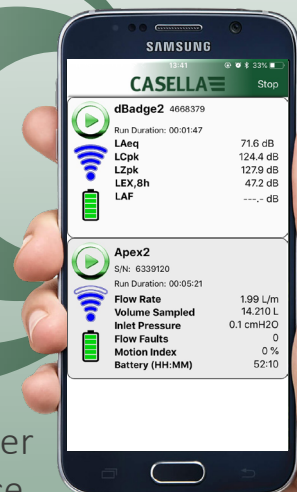 SAMSUNG
13:41 33%
CASELLA Stop
dBadge2 4668379
Run Duration: 00:01:47
LAeq 71.6 dB
LCpk 124.4 dB
LZpk 127.9 dB
LEX,8h 47.2 dB
LAF ---.- dB
Apex2
S/N: 6339120
Run Duration: 00:05:21
Flow Rate 1.99 L/m
Volume Sampled 14.210 L
Inlet Pressure 0.1 cmH2O
Flow Faults 0
Motion Index 0 %
Battery (HH:MM) 52:10
er
ce